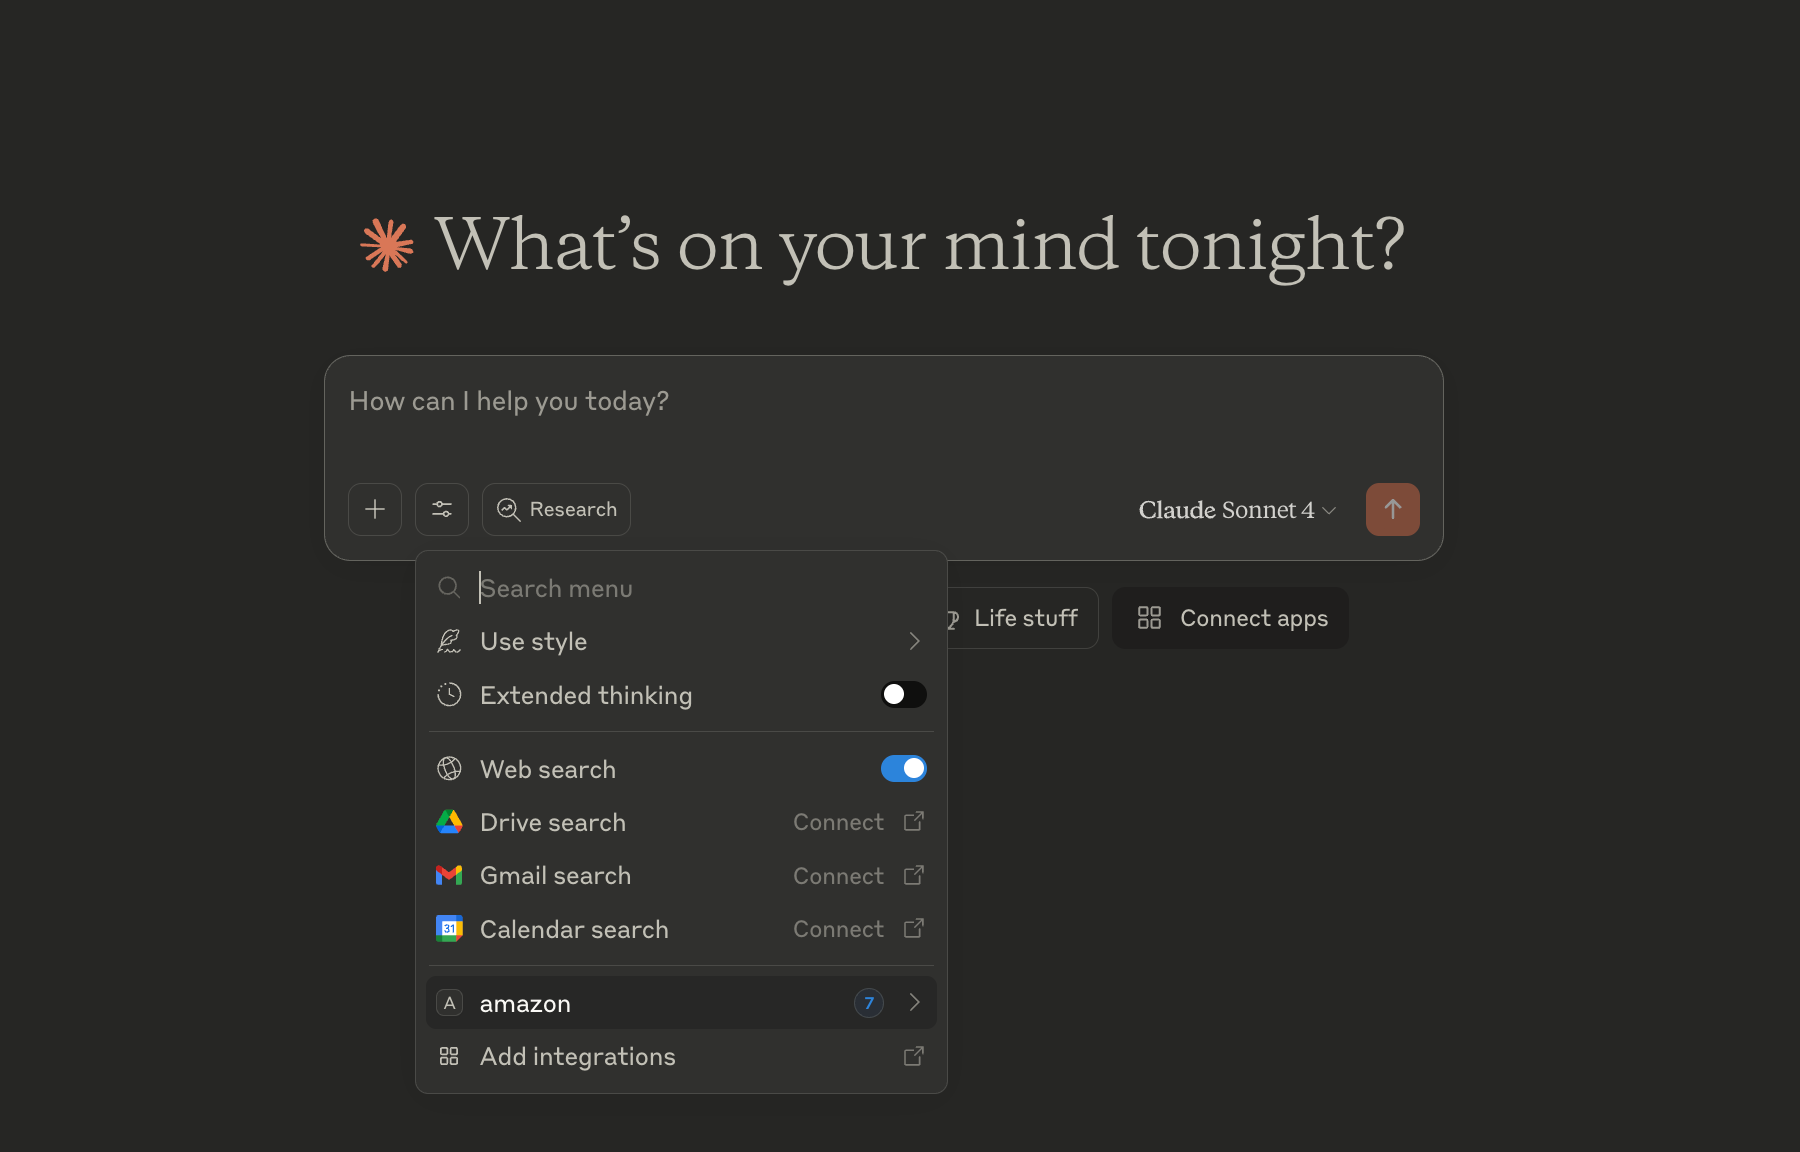 What's on your mind tonight?
How can I help you today?
Research
Claude Sonnet 4
Search menu
Life stuff
Connect apps
Use style
Extended thinking
Web search
Drive search Connect
Gmail search Connect
31 Calendar search Connect
A amazon 7
Add integrations